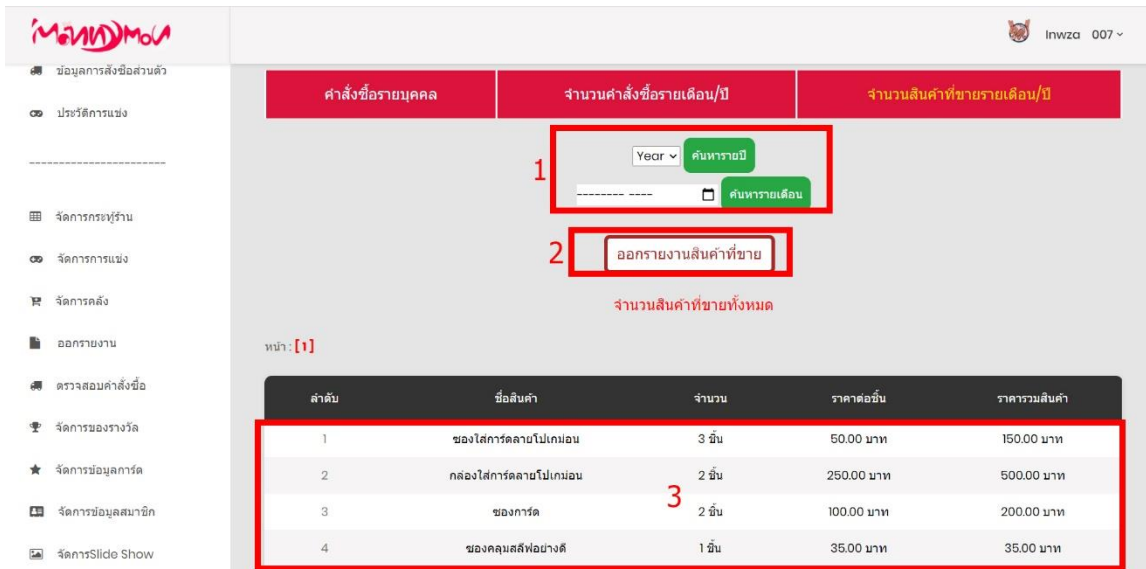 Inwza 007
ข้อมูลการสั่งซื้อส่วนตัว
ประวัติการแข่ง
-----------------------
จัดการกระทู้ร้าน
จัดการการแข่ง
จัดการคลัง
ออกรายงาน
ตรวจสอบคำสั่งซื้อ
จัดการของรางวัล
จัดการข้อมูลการ์ด
จัดการข้อมูลสมาชิก
จัดการSlide Show
คำสั่งซื้อรายบุคคล จำนวนคำสั่งซื้อรายเดือน/ปี จำนวนสินค้าที่ขายรายเดือน/ปี
1
Year ค้นหารายปี
-------- ---- ค้นหารายเดือน
2 ออกรายงานสินค้าที่ขาย
จำนวนสินค้าที่ขายทั้งหมด
หน้า : [1]
ลำดับ ชื่อสินค้า จำนวน ราคาต่อชิ้น ราคารวมสินค้า
1 ซองใส่การ์ดลายโปเกม่อน 3 ชิ้น 50.00 บาท 150.00 บาท
2 กล่องใส่การ์ดลายโปเกม่อน 2 ชิ้น 250.00 บาท 500.00 บาท
3
3 ซองการ์ด 2 ชิ้น 100.00 บาท 200.00 บาท
4 ซองคลุมสลีฟอย่างดี 1 ชิ้น 35.00 บาท 35.00 บาท